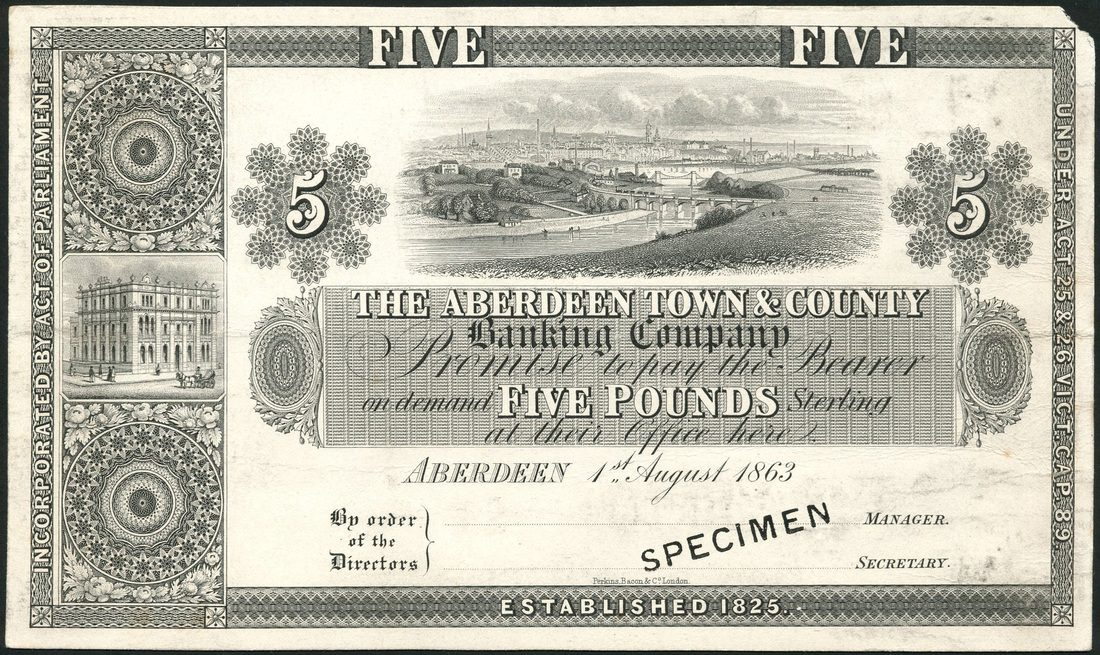 FIVE FIVE
INCORPORATED BY ACT OF PARLIAMENT
UNDER ACT 25 & 26 VICT. CAP. 89
5 5
THE ABERDEEN TOWN & COUNTY
Banking Company
Promise to pay the Bearer
on demand FIVE POUNDS Sterling
at their Office here.
ABERDEEN 1st August 1863
By order
of the
Directors
MANAGER.
SPECIMEN
SECRETARY.
Perkins, Bacon & Co. London.
ESTABLISHED 1825.